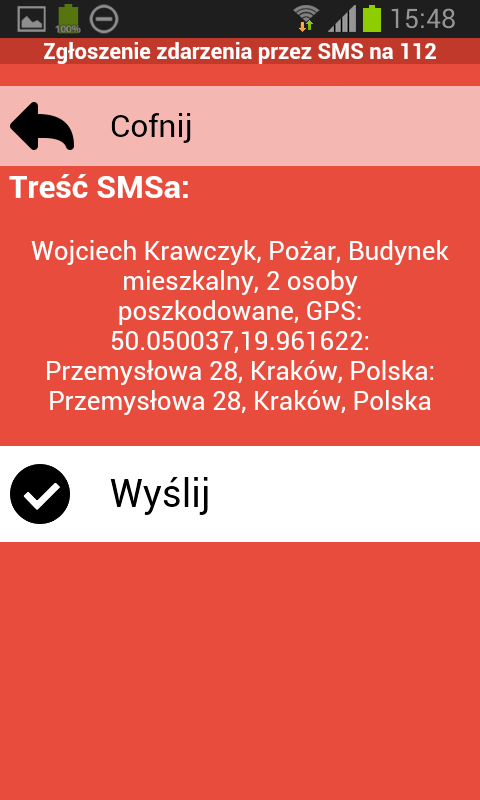 15:48
100%
Zgłoszenie zdarzenia przez SMS na 112
Cofnij
Treść SMSa:
Wojciech Krawczyk, Pożar, Budynek
mieszkalny, 2 osoby
poszkodowane, GPS:
50.050037,19.961622:
Przemysłowa 28, Kraków, Polska:
Przemysłowa 28, Kraków, Polska
Wyślij